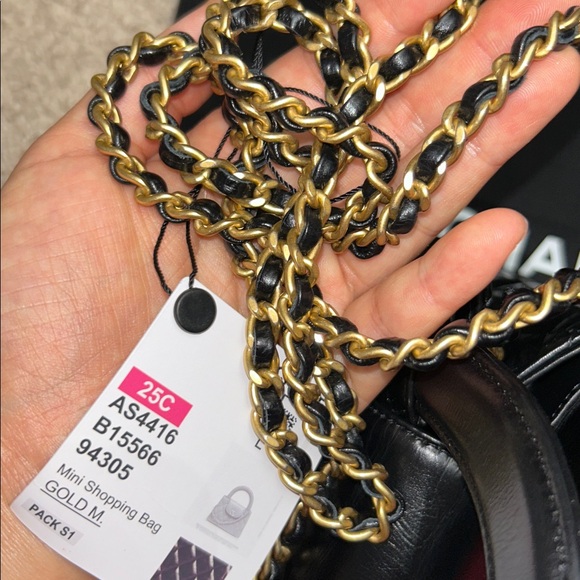 25C
AS4416
B15566
94305
Mini Shopping Bag
GOLD M.
PACK S1